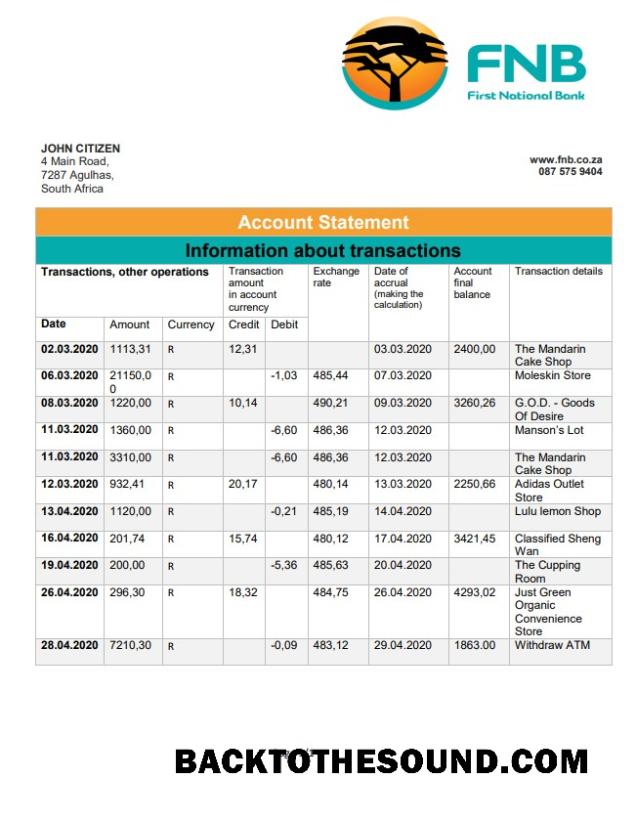 FNB
First National Bank
JOHN CITIZEN
4 Main Road,
7287 Agulhas,
South Africa
www.fnb.co.za
087 575 9404
Account Statement
Information about transactions
Transactions, other operations Transaction amount in account currency Exchange rate Date of accrual (making the calculation) Account final balance Transaction details
Date Amount Currency Credit Debit
02.03.2020 1113,31 R 12,31 03.03.2020 2400,00 The Mandarin Cake Shop
06.03.2020 21150,00 R -1,03 485,44 07.03.2020 Moleskin Store
08.03.2020 1220,00 R 10,14 490,21 09.03.2020 3260,26 G.O.D. - Goods Of Desire
11.03.2020 1360,00 R -6,60 486,36 12.03.2020 Manson's Lot
11.03.2020 3310,00 R -6,60 486,36 12.03.2020 The Mandarin Cake Shop
12.03.2020 932,41 R 20,17 480,14 13.03.2020 2250,66 Adidas Outlet Store
13.04.2020 1120,00 R -0,21 485,19 14.04.2020 Lulu lemon Shop
16.04.2020 201,74 R 15,74 480,12 17.04.2020 3421,45 Classified Sheng Wan
19.04.2020 200,00 R -5,36 485,63 20.04.2020 The Cupping Room
26.04.2020 296,30 R 18,32 484,75 26.04.2020 4293,02 Just Green Organic Convenience Store
28.04.2020 7210,30 R -0,09 483,12 29.04.2020 1863.00 Withdraw ATM
BACKTOTHESOUND.COM